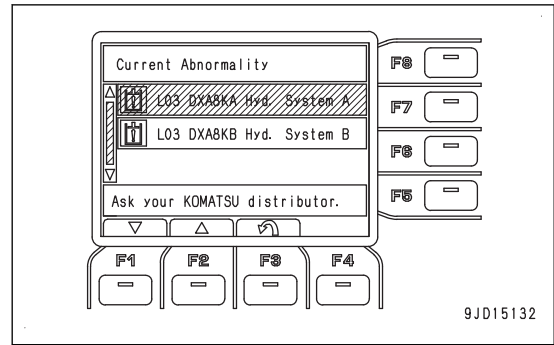 Current Abnormality
L03 DXA8KA Hyd. System A
L03 DXA8KB Hyd. System B
Ask your KOMATSU distributor.
F1 F2 F3 F4
F8
F7
F6
F5
9JD15132